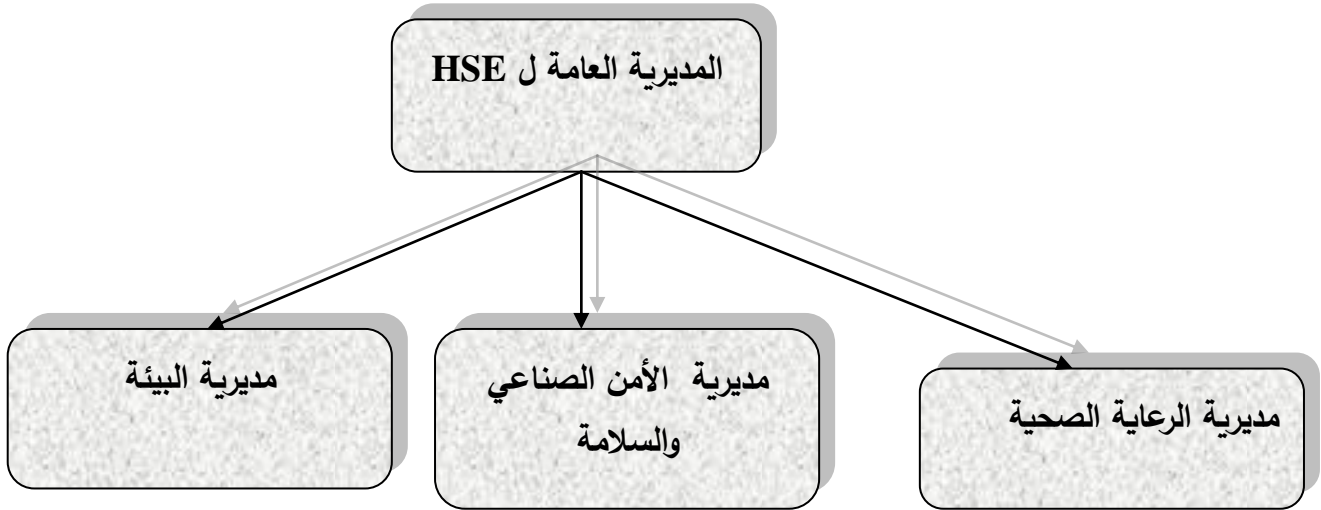 المديرية العامة ل HSE
مديرية الرعاية الصحية
مديرية الأمن الصناعي
والسلامة
مديرية البيئة